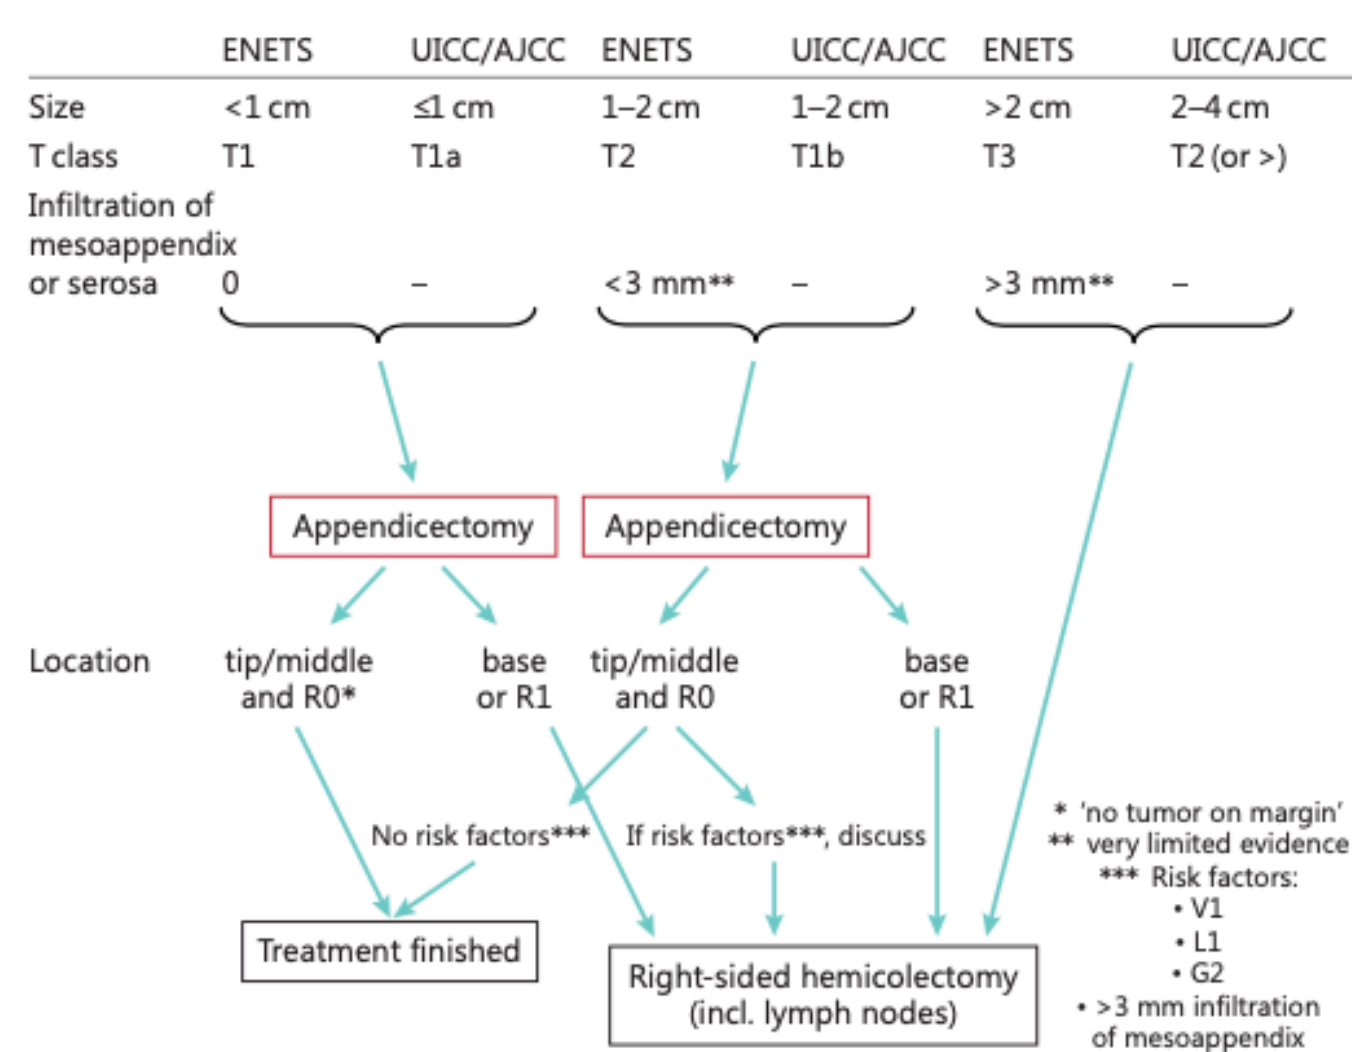 ENETS UICC/AJCC ENETS UICC/AJCC ENETS UICC/AJCC
Size <1 cm ≤1 cm 1–2 cm 1–2 cm >2 cm 2–4 cm
T class T1 T1a T2 T1b T3 T2 (or >)
Infiltration of
mesoappendix
or serosa 0 – <3 mm** – >3 mm** –
Appendicectomy Appendicectomy
Location tip/middle base tip/middle base
and R0* or R1 and R0 or R1
No risk factors*** If risk factors***, discuss
Treatment finished
Right-sided hemicolectomy
(incl. lymph nodes)
* 'no tumor on margin'
** very limited evidence
*** Risk factors:
• V1
• L1
• G2
• >3 mm infiltration
of mesoappendix